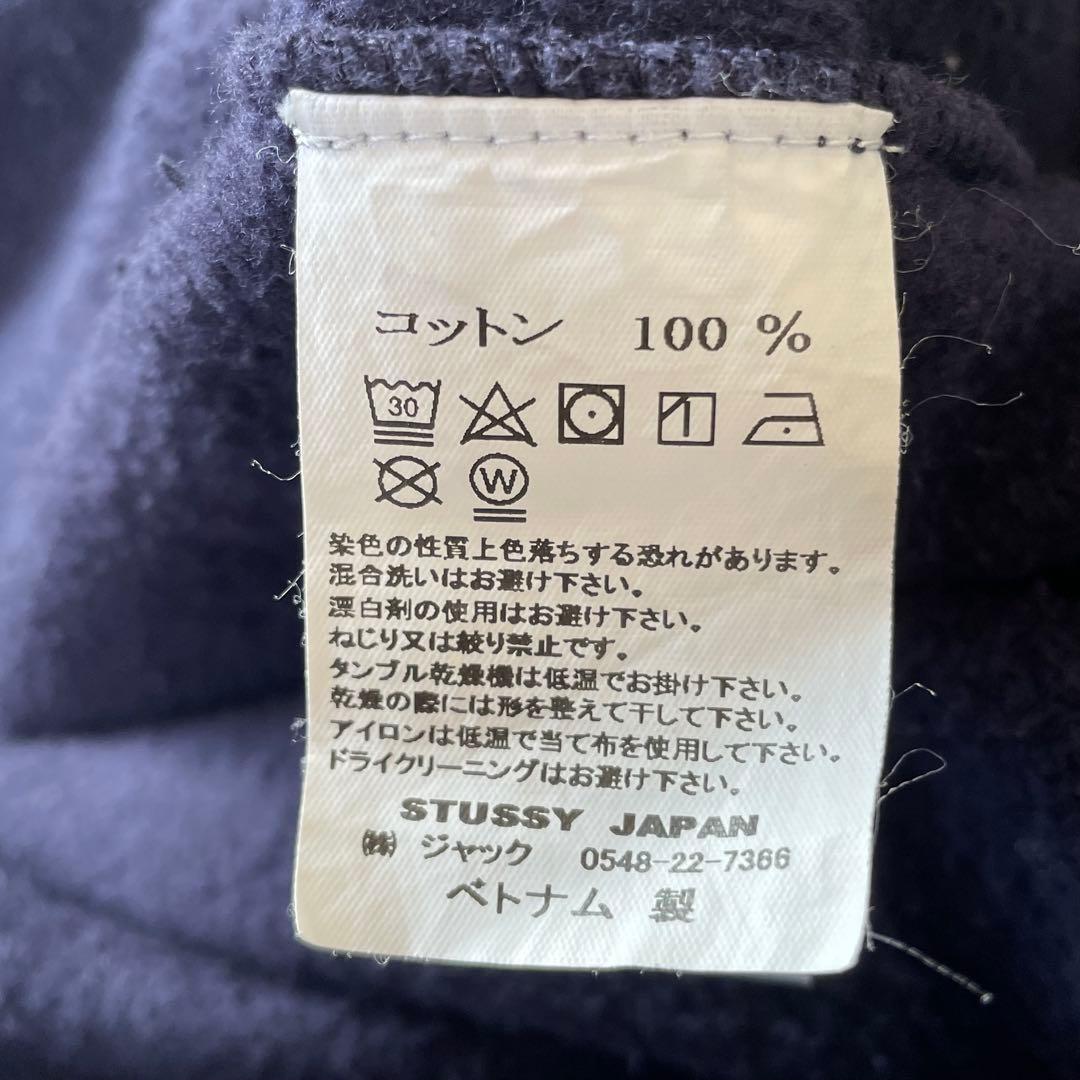 コットン 100 %
30
W
染色の性質上色落ちする恐れがあります。
混合洗いはお避け下さい。
漂白剤の使用はお避け下さい。
ねじり又は絞り禁止です。
タンブル乾燥機は低温でお掛け下さい。
乾燥の際には形を整えて干して下さい。
アイロンは低温で当て布を使用して下さい。
ドライクリーニングはお避け下さい。
STUSSY JAPAN
㈱ ジャック 0548-22-7366
ベトナム 製